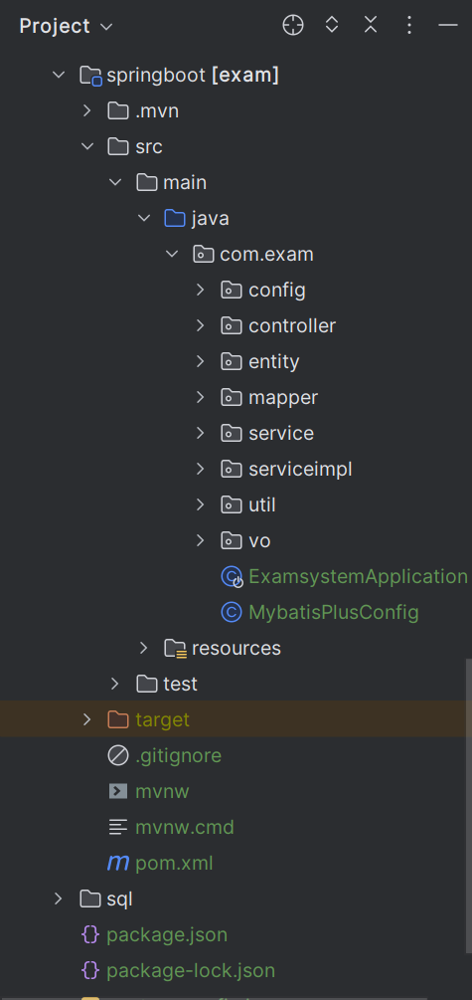 Project
springboot [exam]
.mvn
src
main
java
com.exam
config
controller
entity
mapper
service
serviceimpl
util
vo
ExamsystemApplication
MybatisPlusConfig
resources
test
target
.gitignore
mvnw
mvnw.cmd
pom.xml
sql
package.json
package-lock.json